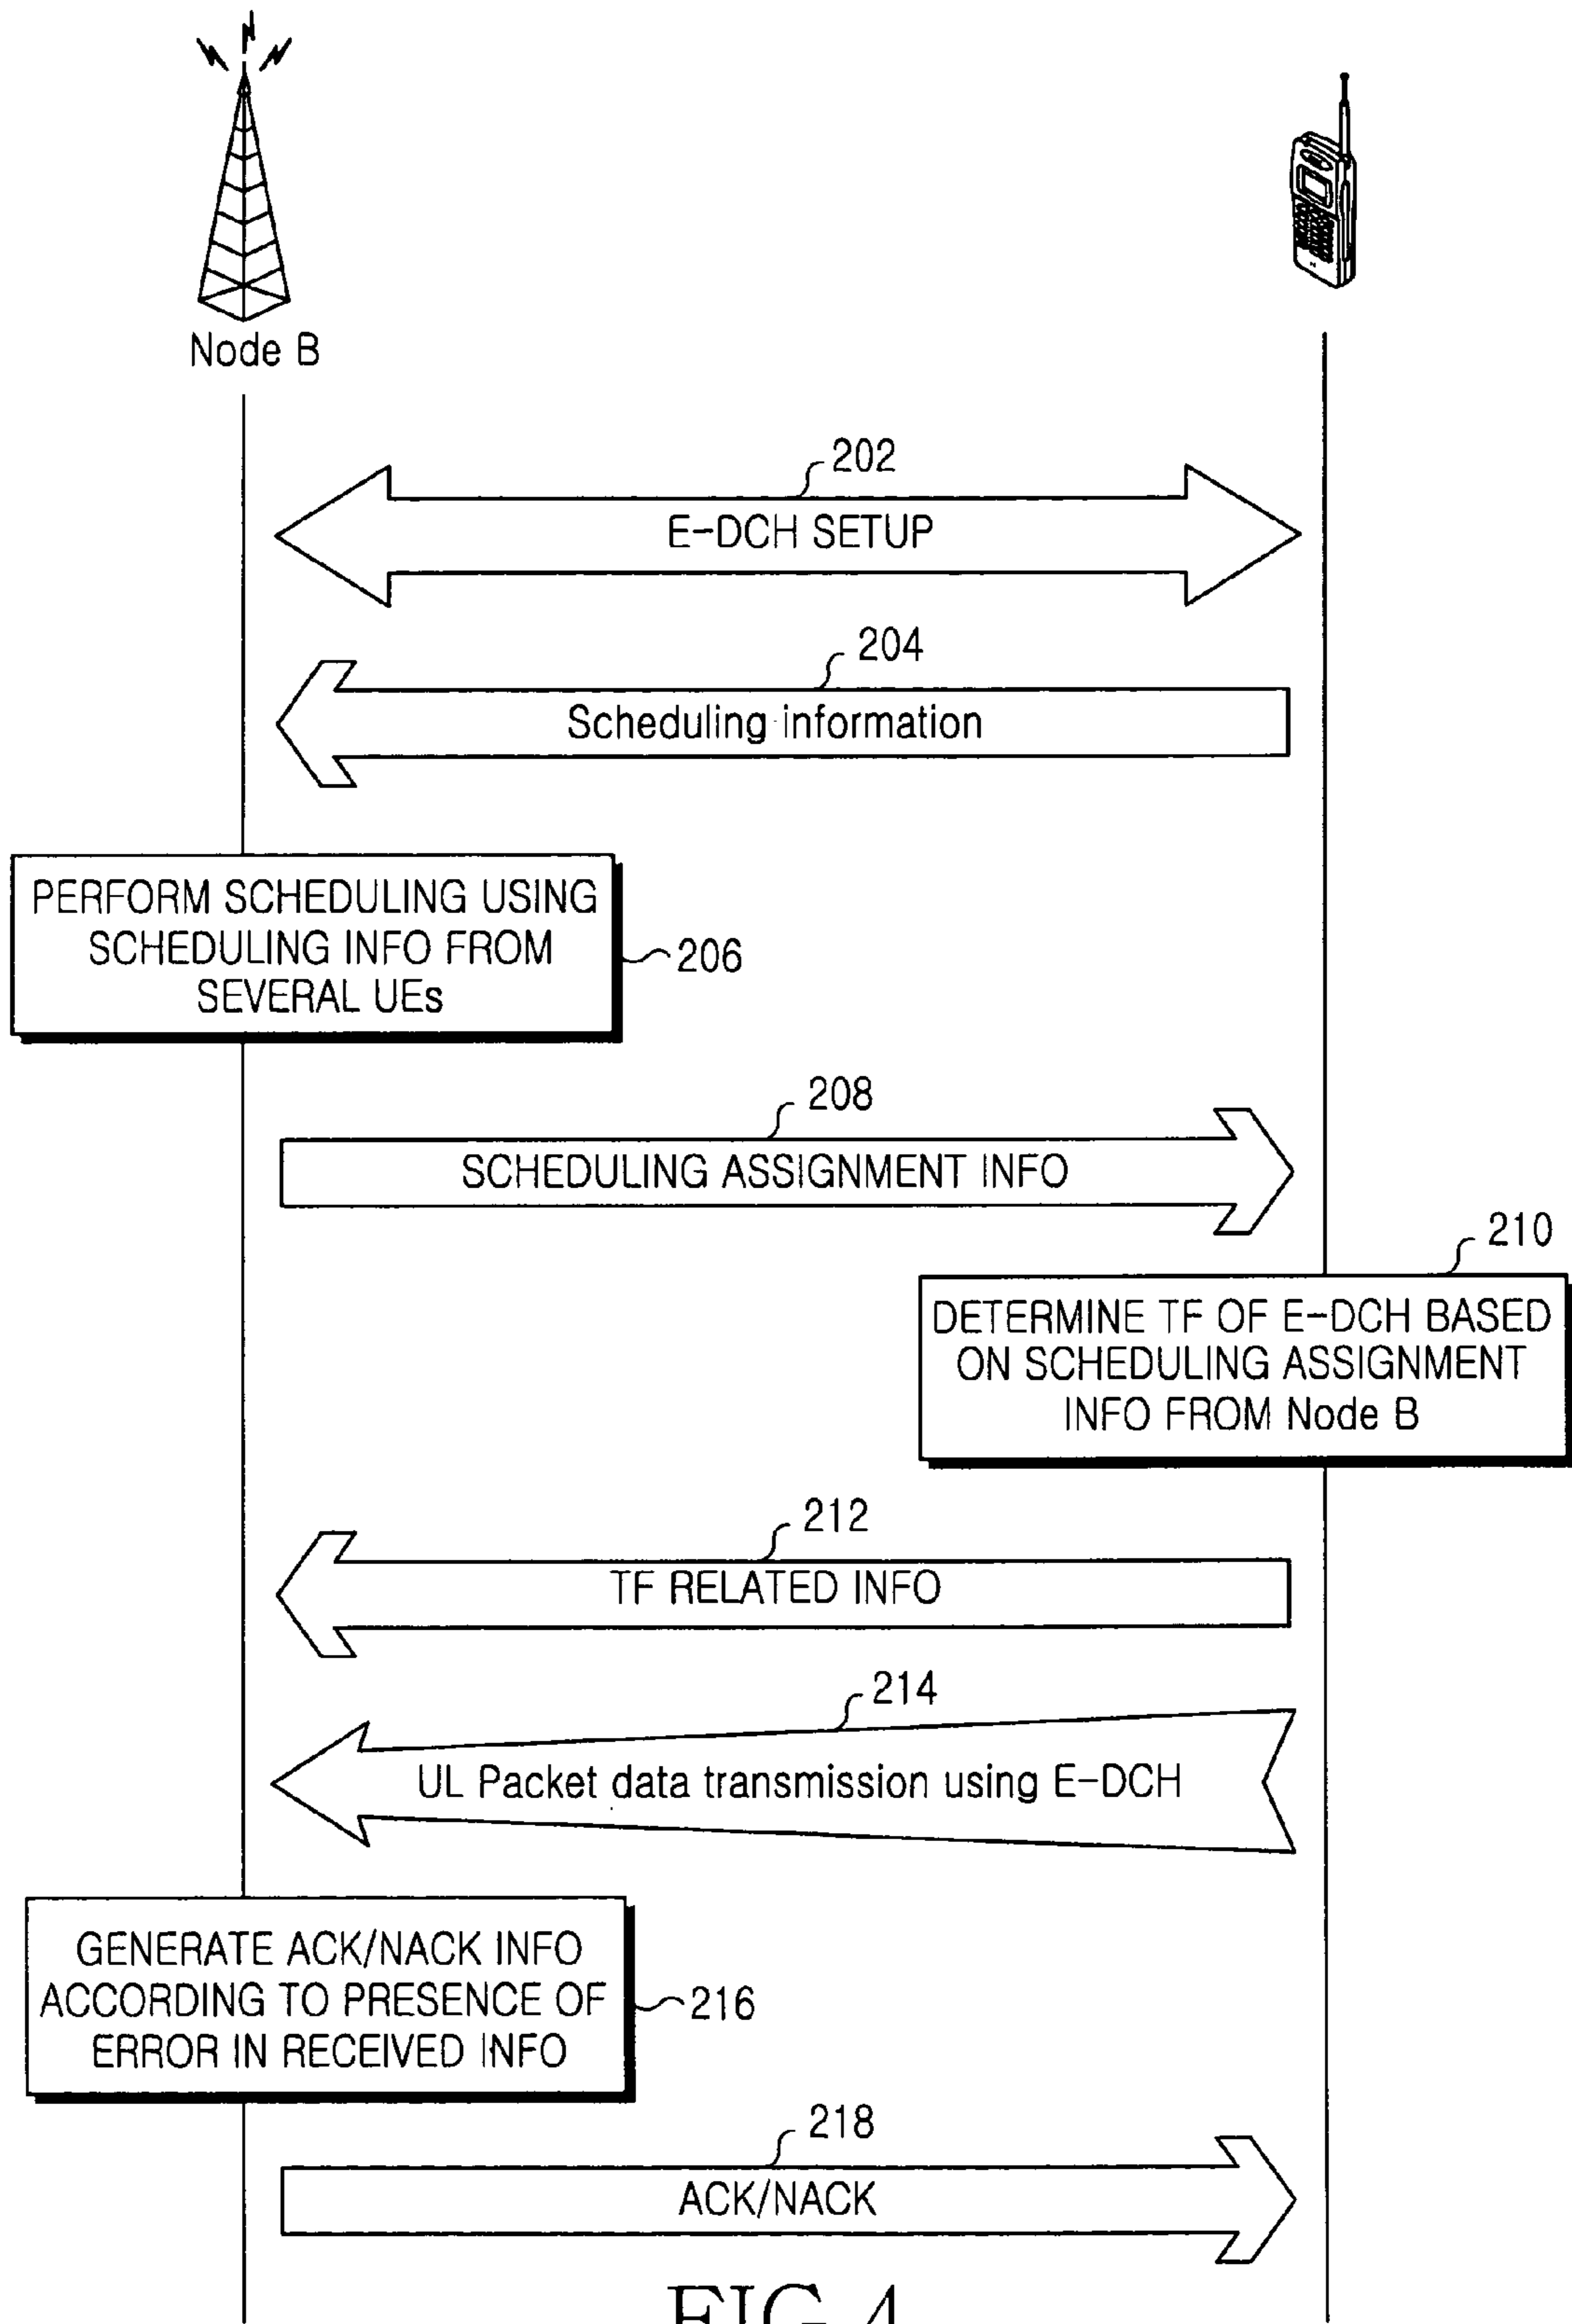 Node B
202
E-DCH SETUP
204
Scheduling information
PERFORM SCHEDULING USING
SCHEDULING INFO FROM
SEVERAL UEs
206
208
SCHEDULING ASSIGNMENT INFO
210
DETERMINE TF OF E-DCH BASED
ON SCHEDULING ASSIGNMENT
INFO FROM Node B
212
TF RELATED INFO
214
UL Packet data transmission using E-DCH
GENERATE ACK/NACK INFO
ACCORDING TO PRESENCE OF
ERROR IN RECEIVED INFO
216
218
ACK/NACK
FIG.4